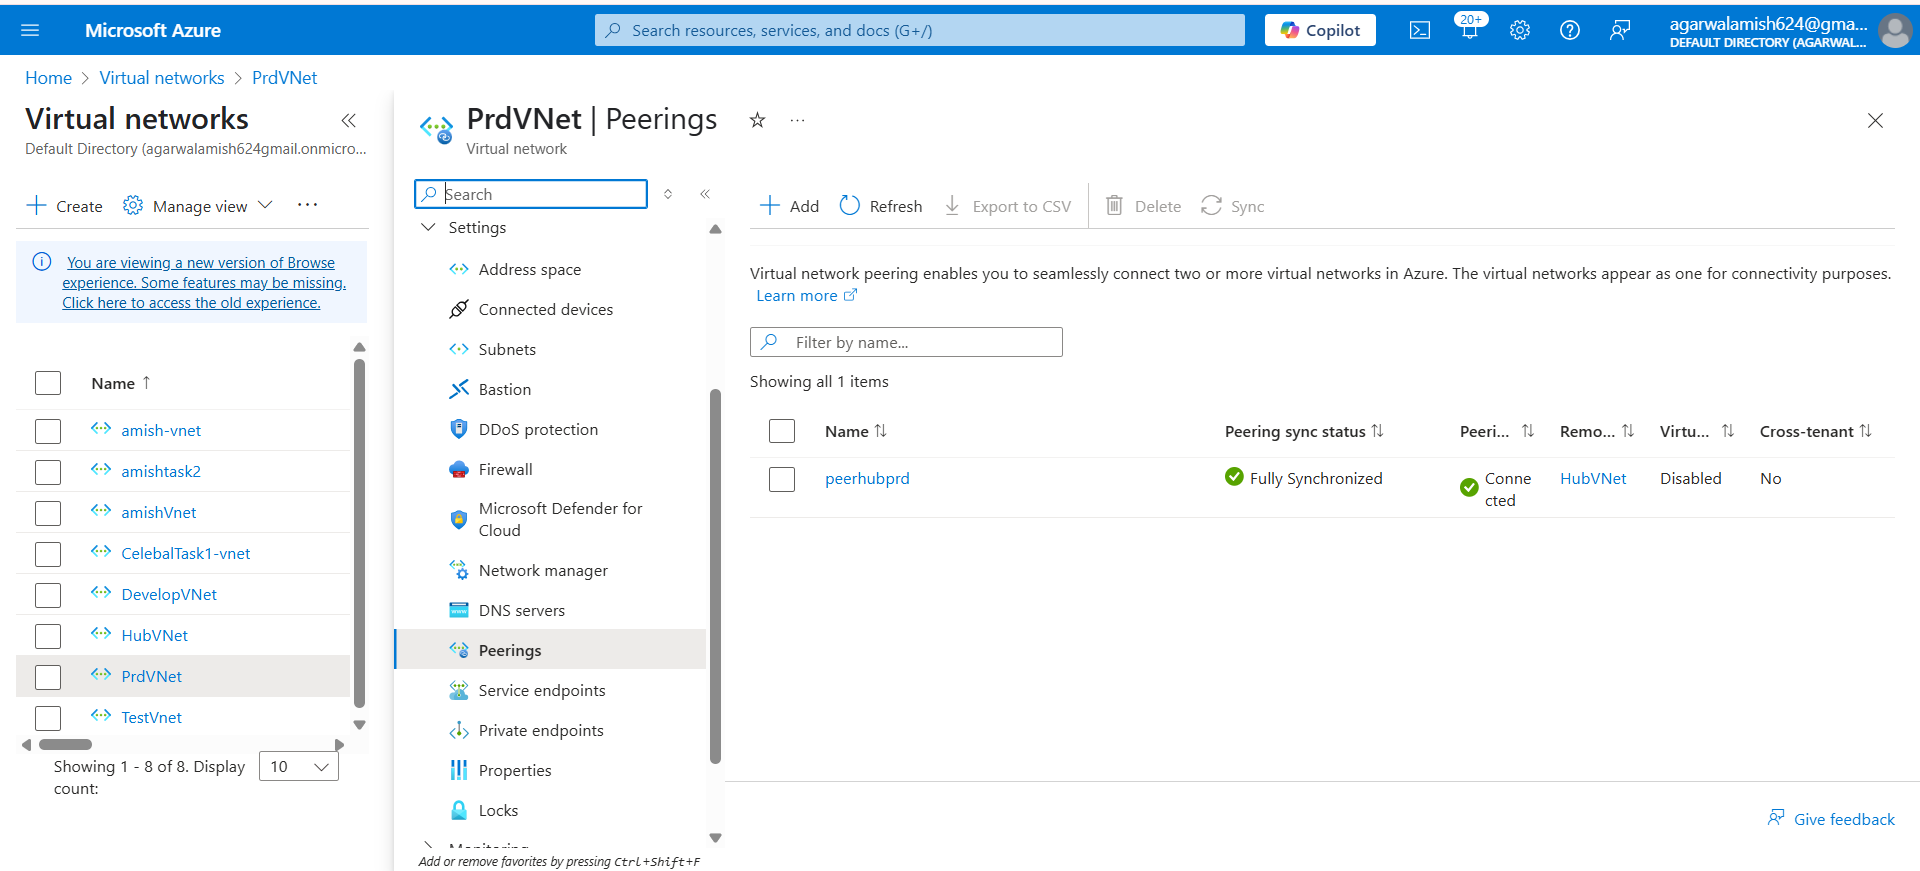 Microsoft Azure
Search resources, services, and docs (G+/)
Copilot
20+
agarwalamish624@gma...
DEFAULT DIRECTORY (AGARWAL...
Home > Virtual networks > PrdVNet
Virtual networks
Default Directory (agarwalamish624gmail.onmicro...
Create
Manage view
...
You are viewing a new version of Browse
experience. Some features may be missing.
Click here to access the old experience.
Name ↑
amish-vnet
amishtask2
amishVnet
CelebalTask1-vnet
DevelopVNet
HubVNet
PrdVNet
TestVnet
Showing 1 - 8 of 8. Display
count:
10
PrdVNet | Peerings
...
Virtual network
Search
Settings
Address space
Connected devices
Subnets
Bastion
DDoS protection
Firewall
Microsoft Defender for
Cloud
Network manager
DNS servers
Peerings
Service endpoints
Private endpoints
Properties
Locks
Monitoring
Add or remove favorites by pressing Ctrl+Shift+F
Add
Refresh
Export to CSV
Delete
Sync
Virtual network peering enables you to seamlessly connect two or more virtual networks in Azure. The virtual networks appear as one for connectivity purposes.
Learn more
Filter by name...
Showing all 1 items
Name ↑↓ Peering sync status ↑↓ Peeri... ↑↓ Remo... ↑↓ Virtu... ↑↓ Cross-tenant ↑↓
peerhubprd Fully Synchronized Conne HubVNet Disabled No
cted
Give feedback